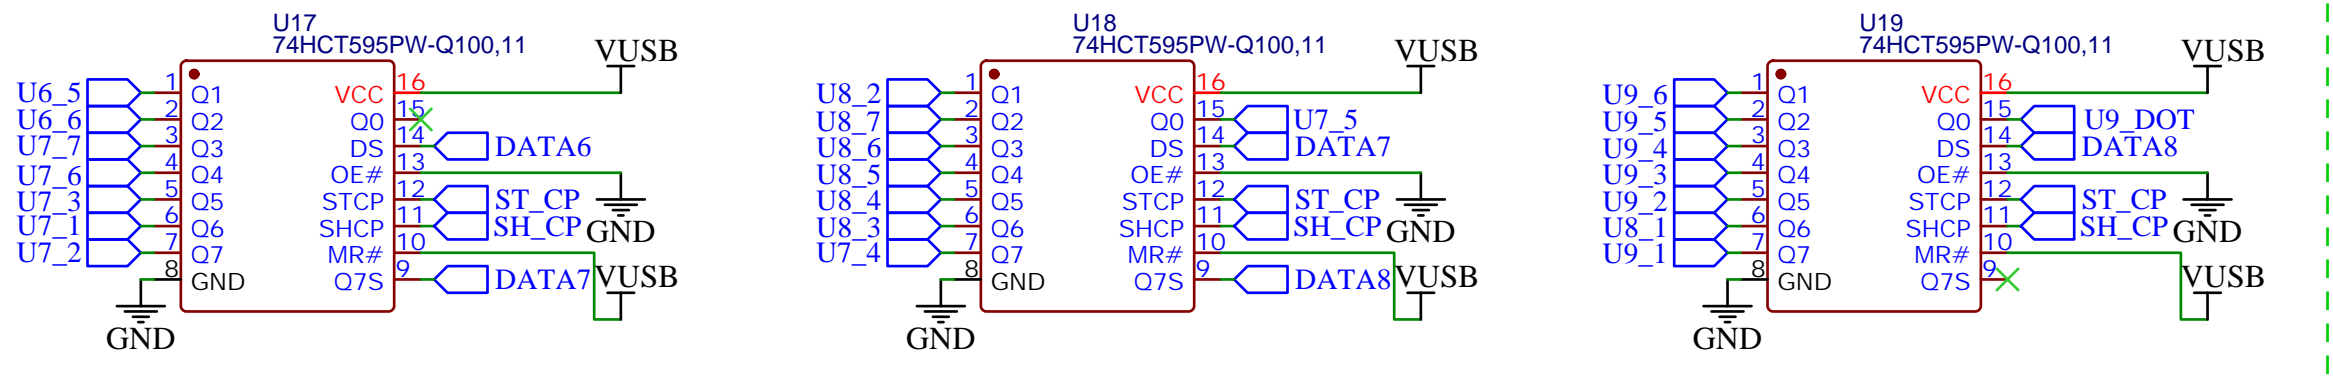 U17
74HCT595PW-Q100,11
VUSB
U6_5 1 Q1 VCC 16
U6_6 2 Q2 Q0 15
U7_7 3 Q3 DS 14 DATA6
U7_6 4 Q4 OE# 13
U7_3 5 Q5 STCP 12 ST_CP
U7_1 6 Q6 SHCP 11 SH_CP GND
U7_2 7 Q7 MR# 10
8 GND Q7S 9 DATA7 VUSB
GND
U18
74HCT595PW-Q100,11
VUSB
U8_2 1 Q1 VCC 16
U8_7 2 Q2 Q0 15 U7_5
U8_6 3 Q3 DS 14 DATA7
U8_5 4 Q4 OE# 13
U8_4 5 Q5 STCP 12 ST_CP
U8_3 6 Q6 SHCP 11 SH_CP GND
U7_4 7 Q7 MR# 10
8 GND Q7S 9 DATA8 VUSB
GND
U19
74HCT595PW-Q100,11
VUSB
U9_6 1 Q1 VCC 16
U9_5 2 Q2 Q0 15 U9_DOT
U9_4 3 Q3 DS 14 DATA8
U9_3 4 Q4 OE# 13
U9_2 5 Q5 STCP 12 ST_CP
U8_1 6 Q6 SHCP 11 SH_CP GND
U9_1 7 Q7 MR# 10
8 GND Q7S 9 VUSB
GND